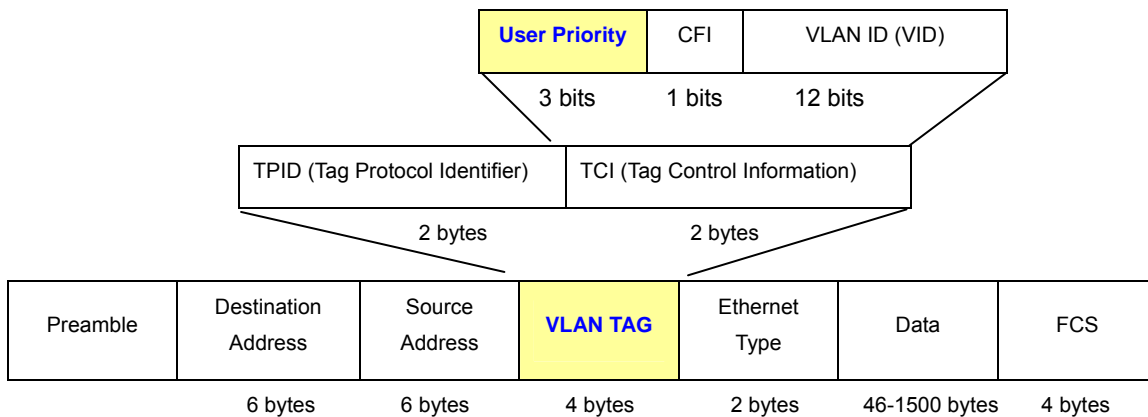 User Priority CFI VLAN ID (VID)
3 bits 1 bits 12 bits
TPID (Tag Protocol Identifier) TCI (Tag Control Information)
2 bytes 2 bytes
Preamble Destination Address Source Address VLAN TAG Ethernet Type Data FCS
6 bytes 6 bytes 4 bytes 2 bytes 46-1500 bytes 4 bytes